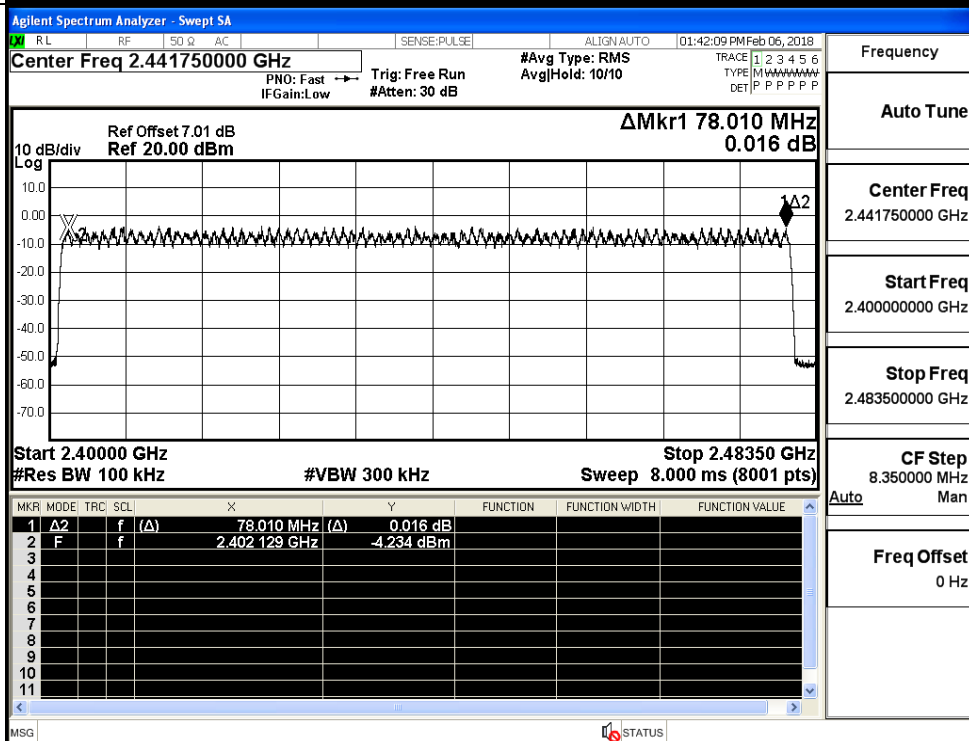 Agilent Spectrum Analyzer - Swept SA
LXI RL RF 50 Ω AC SENSE:PULSE ALIGN AUTO 01:42:09 PM Feb 06, 2018
Center Freq 2.441750000 GHz
PNO: Fast
IFGain:Low
Trig: Free Run
#Atten: 30 dB
#Avg Type: RMS
Avg|Hold: 10/10
TRACE 1 2 3 4 5 6
TYPE M WWWWW
DET P P P P P P
ΔMkr1 78.010 MHz
0.016 dB
Ref Offset 7.01 dB
10 dB/div Ref 20.00 dBm
Log
10.0
0.00
-10.0
-20.0
-30.0
-40.0
-50.0
-60.0
-70.0
1Δ2
2
Start 2.40000 GHz Stop 2.48350 GHz
#Res BW 100 kHz #VBW 300 kHz Sweep 8.000 ms (8001 pts)
MKR MODE TRC SCL X Y FUNCTION FUNCTION WIDTH FUNCTION VALUE
1 Δ2 f (Δ) 78.010 MHz (Δ) 0.016 dB
2 F f 2.402 129 GHz -4.234 dBm
3
4
5
6
7
8
9
10
11
MSG STATUS
Frequency
Auto Tune
Center Freq
2.441750000 GHz
Start Freq
2.400000000 GHz
Stop Freq
2.483500000 GHz
CF Step
8.350000 MHz
Auto Man
Freq Offset
0 Hz